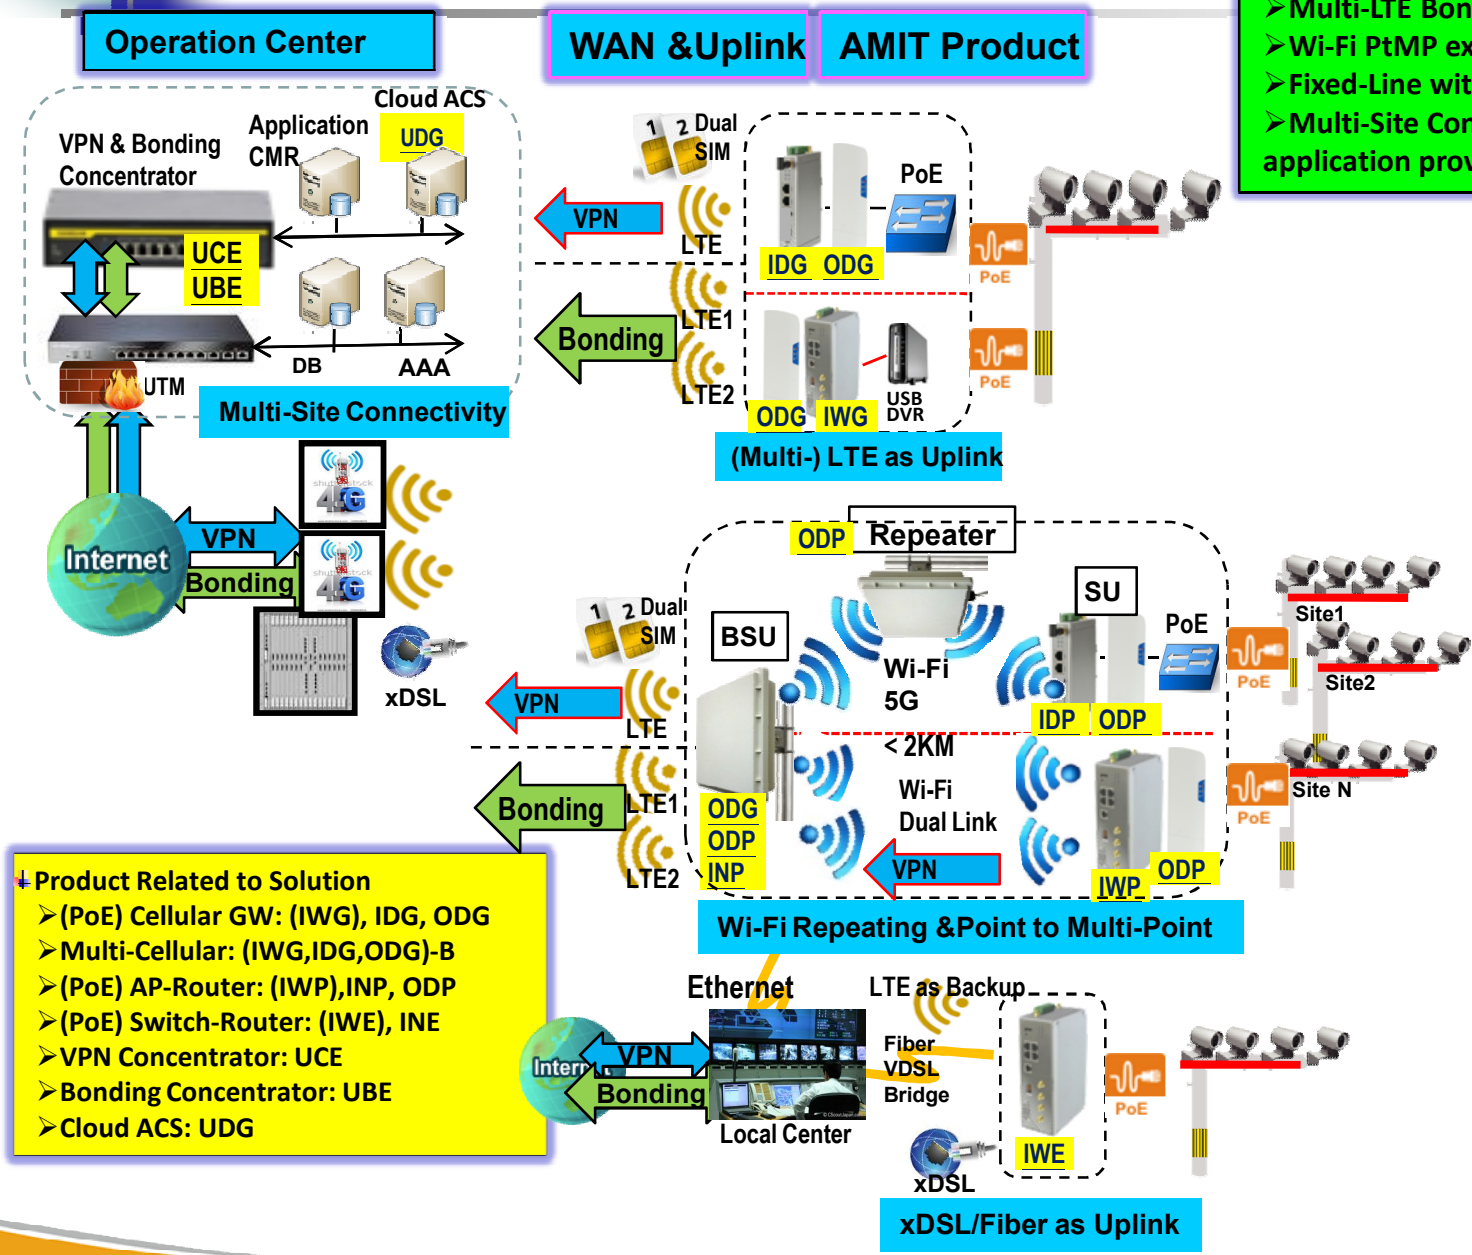 Operation Center
WAN &Uplink
AMIT Product
➢Multi-LTE Bon
➢Wi-Fi PtMP ex
➢Fixed-Line wit
➢Multi-Site Con
application prov
Cloud ACS
UDG
Application
CMR
VPN & Bonding
Concentrator
UCE
UBE
DB
AAA
UTM
Multi-Site Connectivity
1 2 Dual
SIM
VPN
LTE
PoE
IDG ODG
PoE
LTE1
Bonding
LTE2
USB
DVR
PoE
ODG IWG
(Multi-) LTE as Uplink
4G
VPN
Internet
4G
Bonding
xDSL
ODP
Repeater
SU
BSU
1 2 Dual
SIM
PoE
Site1
Wi-Fi
5G
PoE
Site2
VPN
LTE
IDP ODP
< 2KM
Wi-Fi
Dual Link
LTE1
Bonding
LTE2
ODG
ODP
INP
VPN
IWP
ODP
Site N
PoE
Wi-Fi Repeating &Point to Multi-Point
Product Related to Solution
➢(PoE) Cellular GW: (IWG), IDG, ODG
➢Multi-Cellular: (IWG,IDG,ODG)-B
➢(PoE) AP-Router: (IWP),INP, ODP
➢(PoE) Switch-Router: (IWE), INE
➢VPN Concentrator: UCE
➢Bonding Concentrator: UBE
➢Cloud ACS: UDG
Ethernet
LTE as Backup
VPN
Bonding
Local Center
Fiber
VDSL
Bridge
PoE
IWE
xDSL
xDSL/Fiber as Uplink